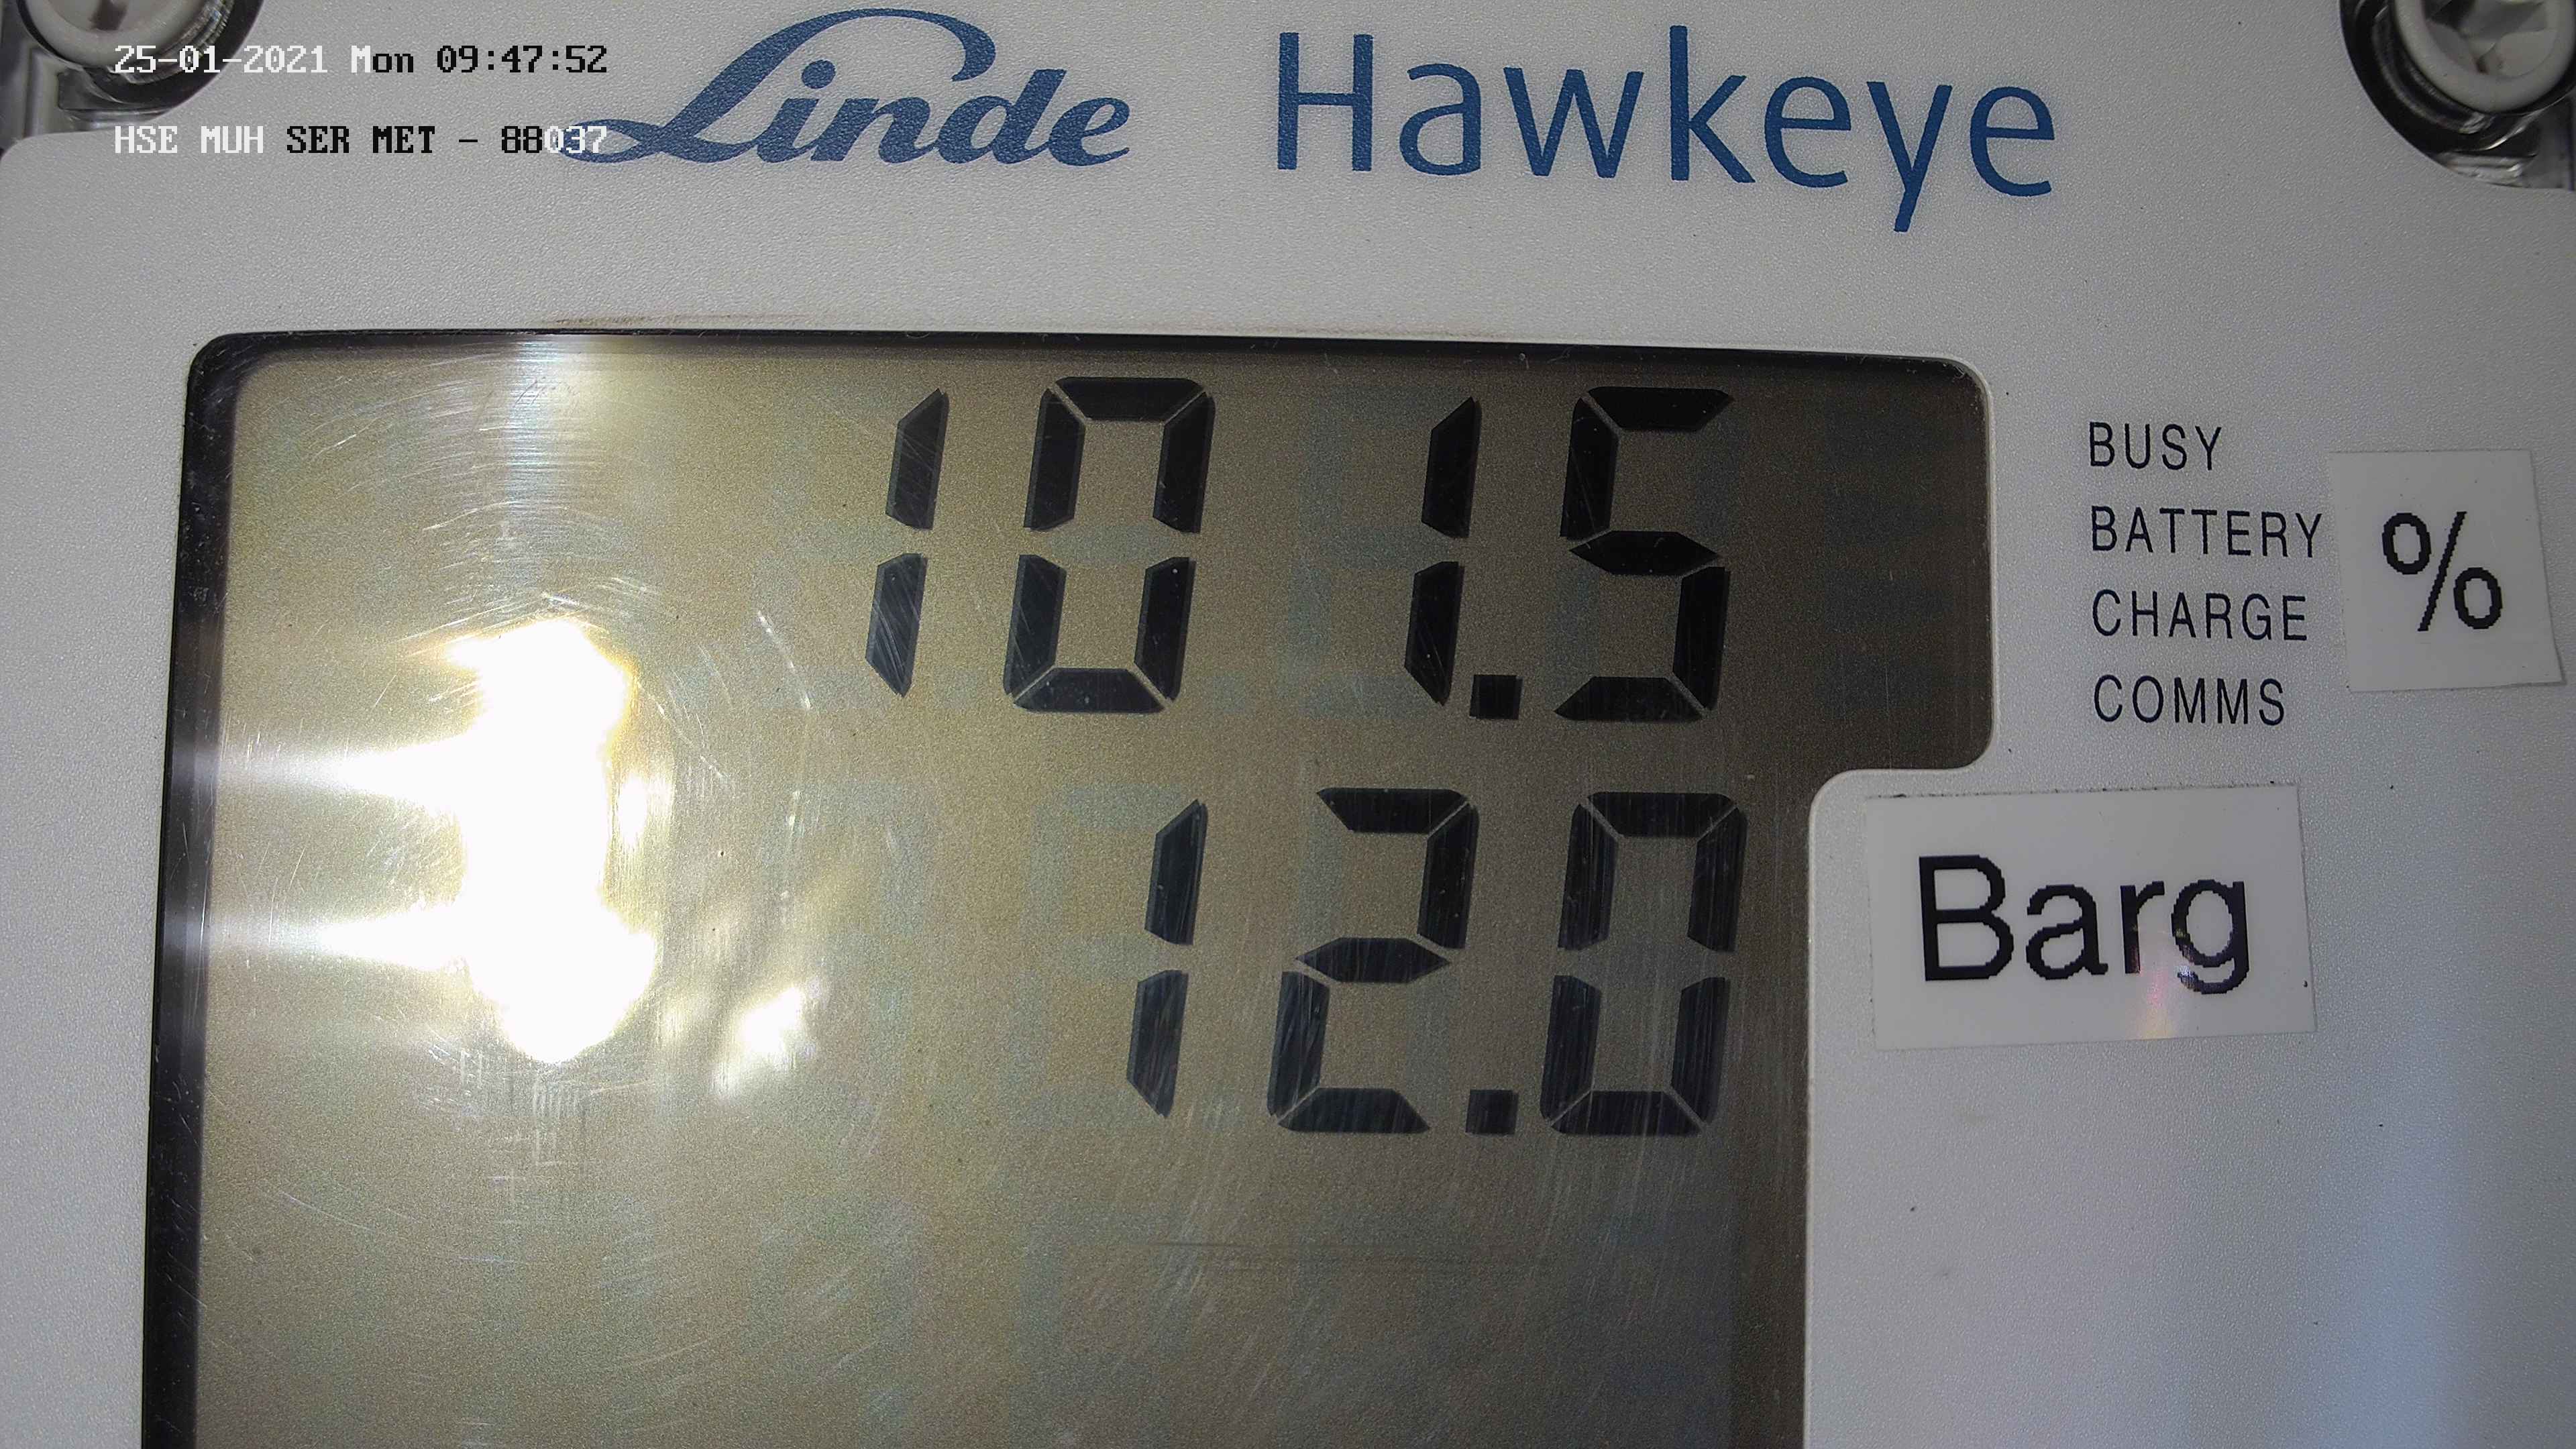 25-01-2021 Mon 09:47:52
HSE MUH SER MET - 88037
Linde Hawkeye
101.5
BUSY
BATTERY
CHARGE
COMMS
%
12.0
Barg